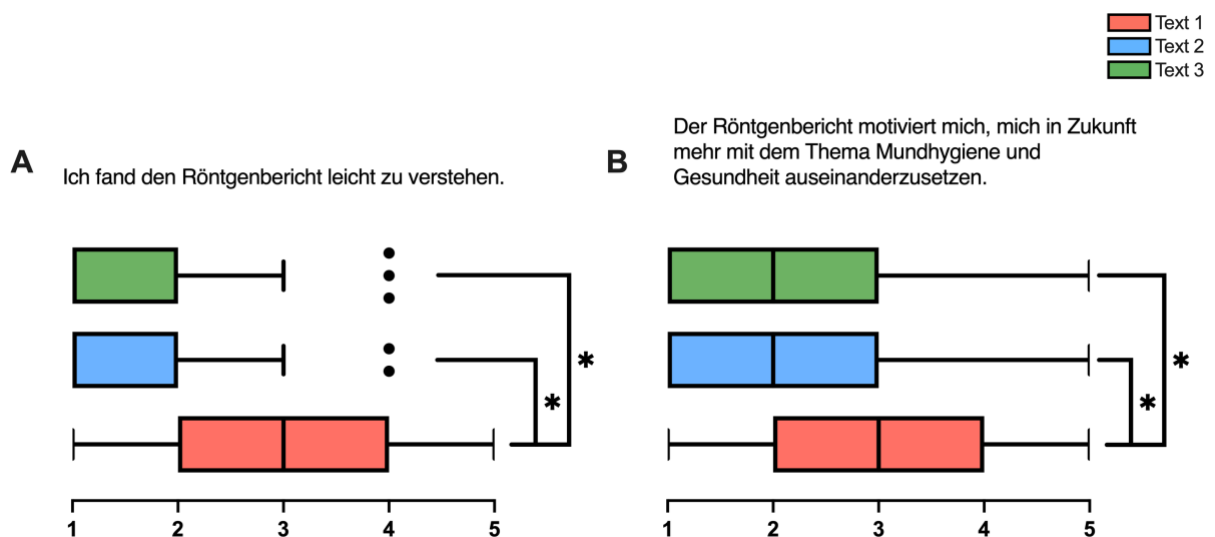 Text 1
Text 2
Text 3
A
Ich fand den Röntgenbericht leicht zu verstehen.
B
Der Röntgenbericht motiviert mich, mich in Zukunft
mehr mit dem Thema Mundhygiene und
Gesundheit auseinanderzusetzen.
*
*
*
*
1 2 3 4 5
1 2 3 4 5